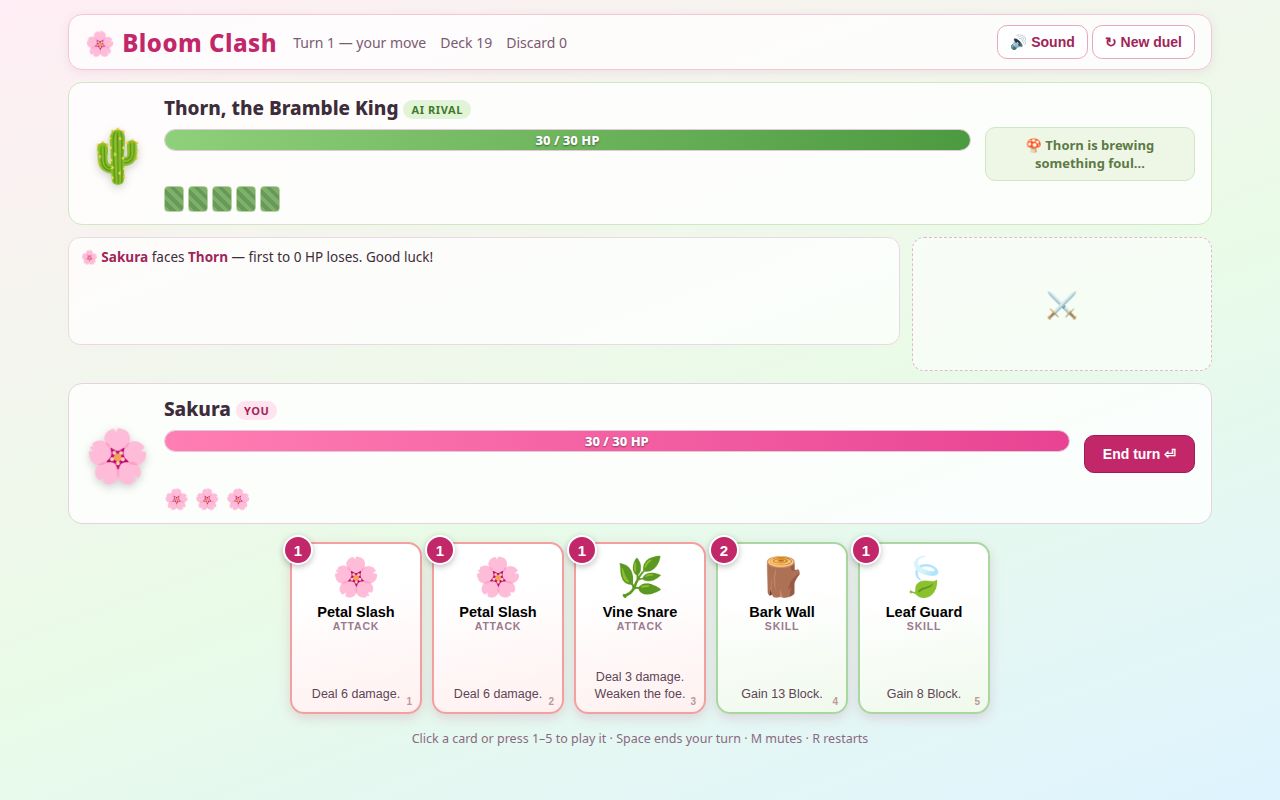 🌸 Bloom Clash
Turn 1 — your move Deck 19 Discard 0
🔊 Sound
↻ New duel
Thorn, the Bramble King
AI RIVAL
30 / 30 HP
🍄 Thorn is brewing
something foul…
🌸 Sakura faces Thorn — first to 0 HP loses. Good luck!
Sakura
YOU
30 / 30 HP
End turn ⏎
1
Petal Slash
ATTACK
Deal 6 damage.
1
1
Petal Slash
ATTACK
Deal 6 damage.
2
1
Vine Snare
ATTACK
Deal 3 damage.
Weaken the foe.
3
2
Bark Wall
SKILL
Gain 13 Block.
4
1
Leaf Guard
SKILL
Gain 8 Block.
5
Click a card or press 1–5 to play it · Space ends your turn · M mutes · R restarts